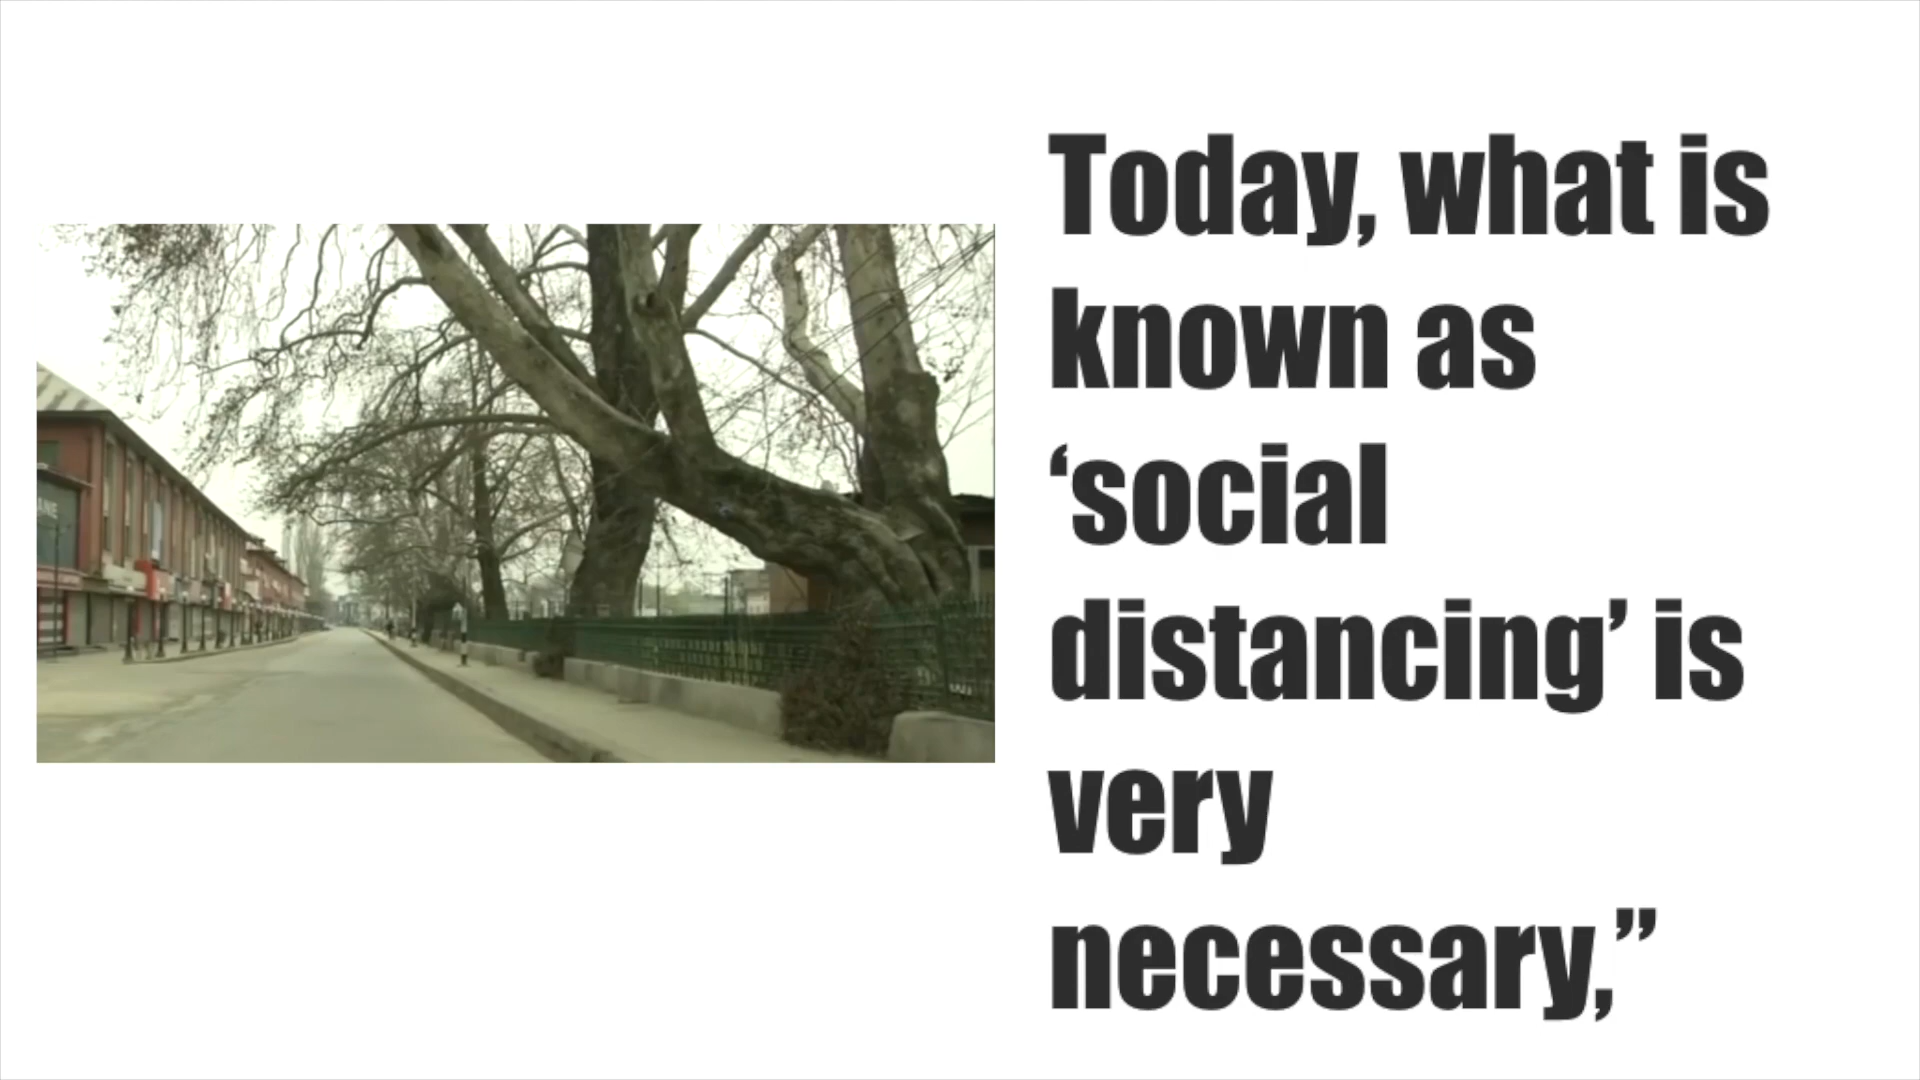 Today, what is
known as
‘social
distancing’ is
very
necessary,”